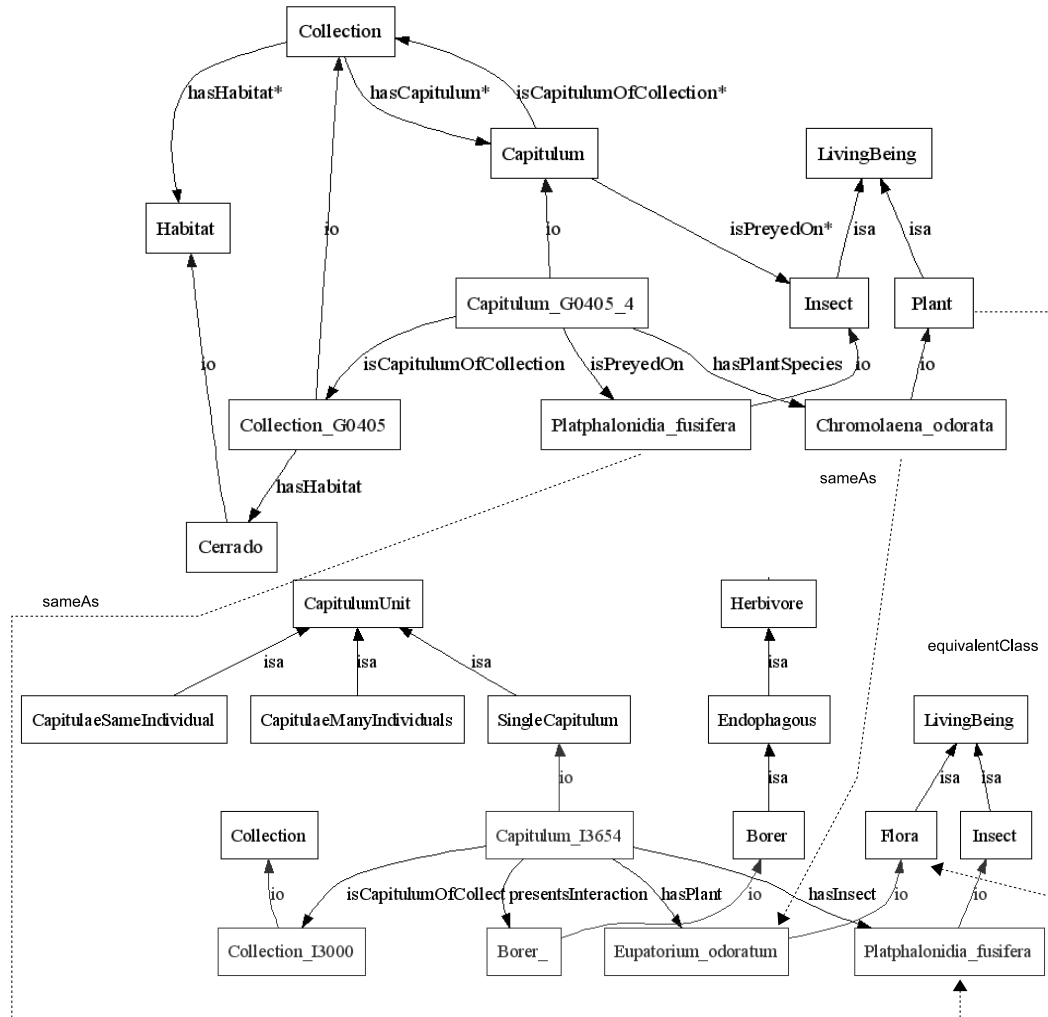 Collection
hasHabitat*
hasCapitulum*
isCapitulumOfCollection*
Capitulum
LivingBeing
Habitat
io
io
isPreyedOn*
isa
isa
Capitulum_G0405_4
Insect
Plant
isCapitulumOfCollection
isPreyedOn
hasPlantSpecies
io
io
io
Collection_G0405
Platphalonidia_fusifera
Chromolaena_odorata
hasHabitat
sameAs
Cerrado
sameAs
CapitulumUnit
Herbivore
isa
isa
isa
isa
equivalentClass
CapitulaeSameIndividual
CapitulaeManyIndividuals
SingleCapitulum
Endophagous
LivingBeing
io
isa
isa
isa
Collection
Capitulum_I3654
Borer
Flora
Insect
io
isCapitulumOfCollect
presentsInteraction
hasPlant
io
hasInsect
io
io
Collection_I3000
Borer_
Eupatorium_odoratum
Platphalonidia_fusifera